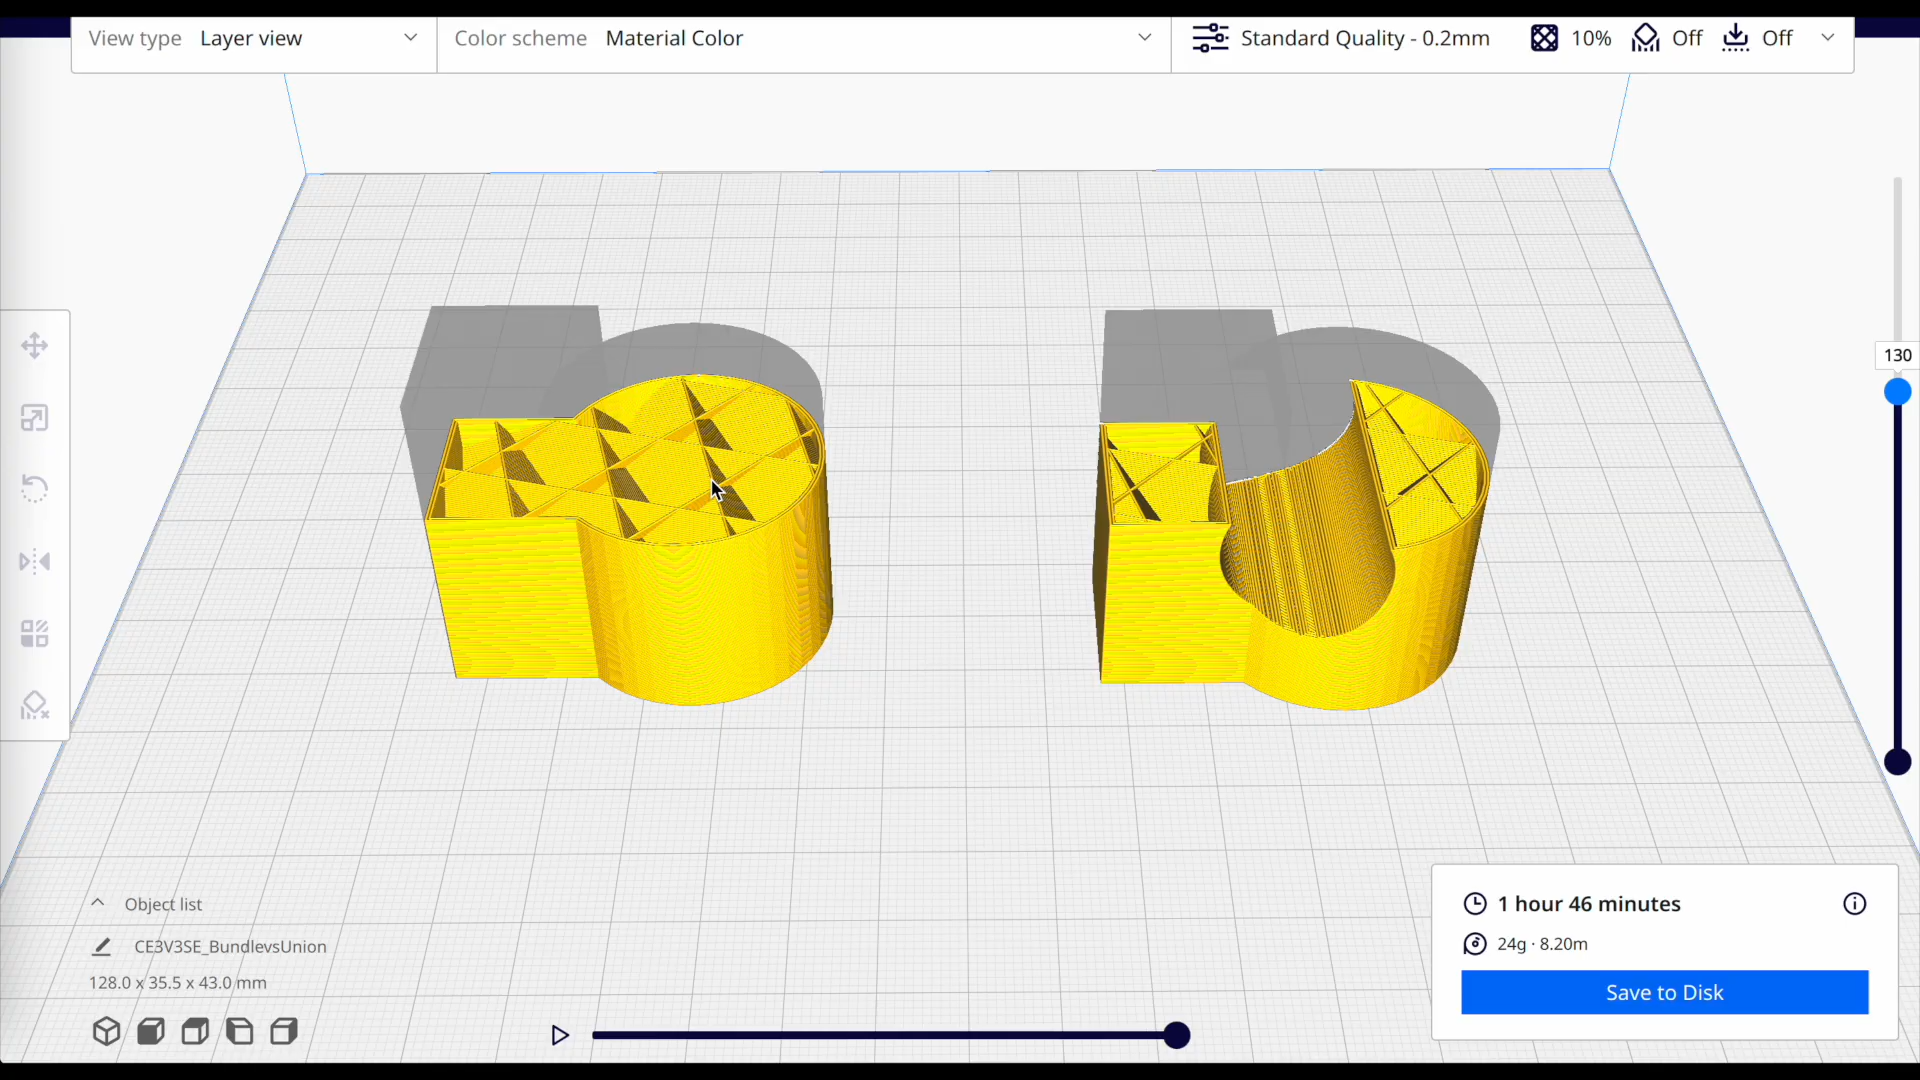 View type Layer view
Color scheme Material Color
Standard Quality - 0.2mm 10% Off Off
130
Object list
CE3V3SE_BundlevsUnion
128.0 x 35.5 x 43.0 mm
1 hour 46 minutes
24g · 8.20m
Save to Disk